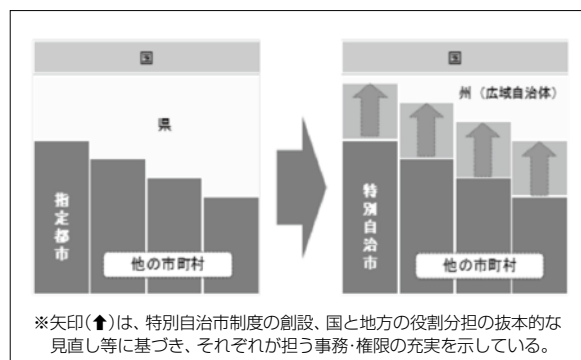 国
県
指定都市
他の市町村
国
州（広域自治体）
特別自治市
他の市町村
※矢印(⬆)は、特別自治市制度の創設、国と地方の役割分担の抜本的な
見直し等に基づき、それぞれが担う事務・権限の充実を示している。